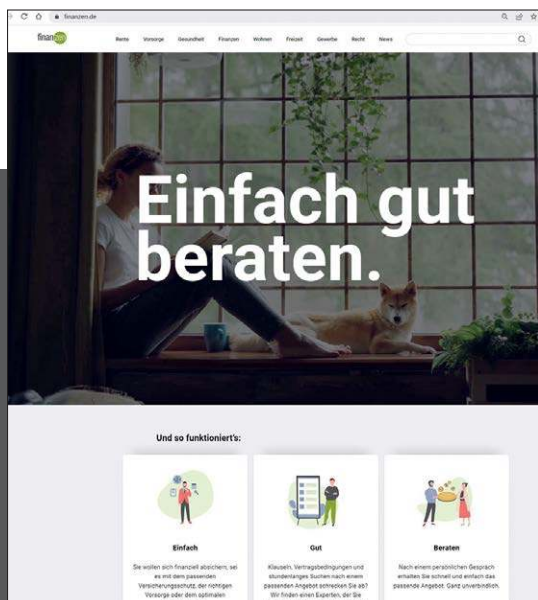 finanzen.de
finanzen
Rente Vorsorge Gesundheit Finanzen Wohnen Freizeit Gewerbe Recht News
Einfach gut
beraten.
Und so funktioniert's:
Einfach
Sie wollen sich finanziell absichern, sei
es mit dem passenden
Versicherungsschutz, der richtigen
Vorsorge oder dem optimalen
Gut
Klauseln, Vertragsbedingungen und
stundenlanges Suchen nach einem
passenden Angebot schrecken Sie ab?
Wir finden einen Experten, der Sie
Beraten
Nach einem persönlichen Gespräch
erhalten Sie schnell und einfach das
passende Angebot. Ganz unverbindlich.